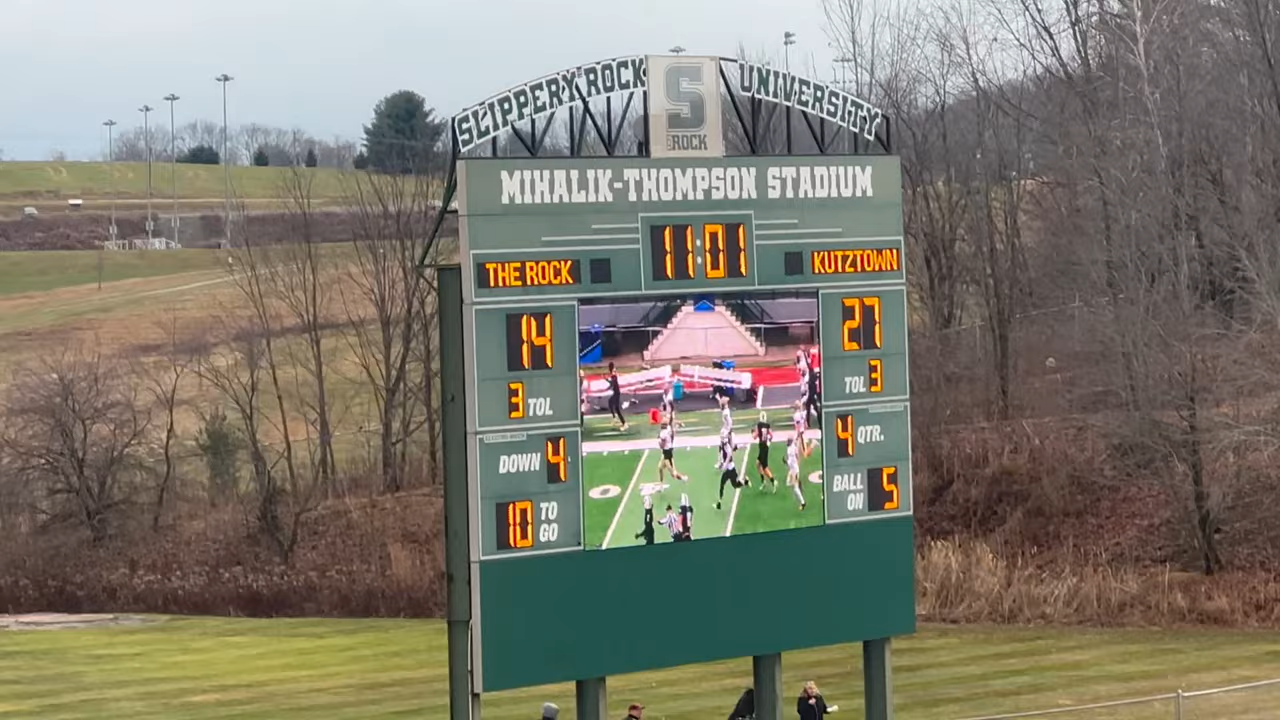 SLIPPERY ROCK
S
ROCK
UNIVERSITY
MIHALIK-THOMPSON STADIUM
11:01
THE ROCK
KUTZTOWN
14
27
3 TOL
TOL 3
DOWN 4
4 QTR.
10 TO GO
BALL ON 5